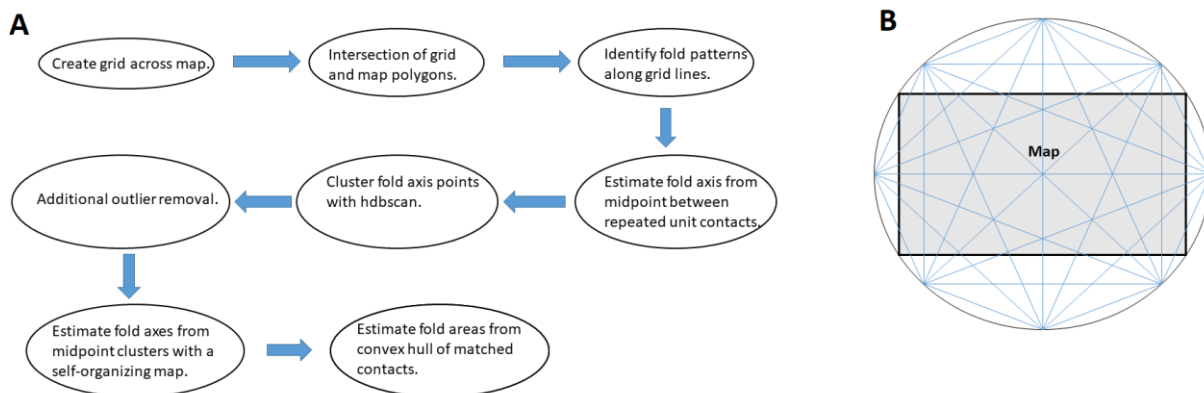 A
Create grid across map.
Intersection of grid
and map polygons.
Identify fold patterns
along grid lines.
Estimate fold axis from
midpoint between
repeated unit contacts.
Cluster fold axis points
with hdbscan.
Additional outlier removal.
Estimate fold axes from
midpoint clusters with a
self-organizing map.
Estimate fold areas from
convex hull of matched
contacts.
B
Map